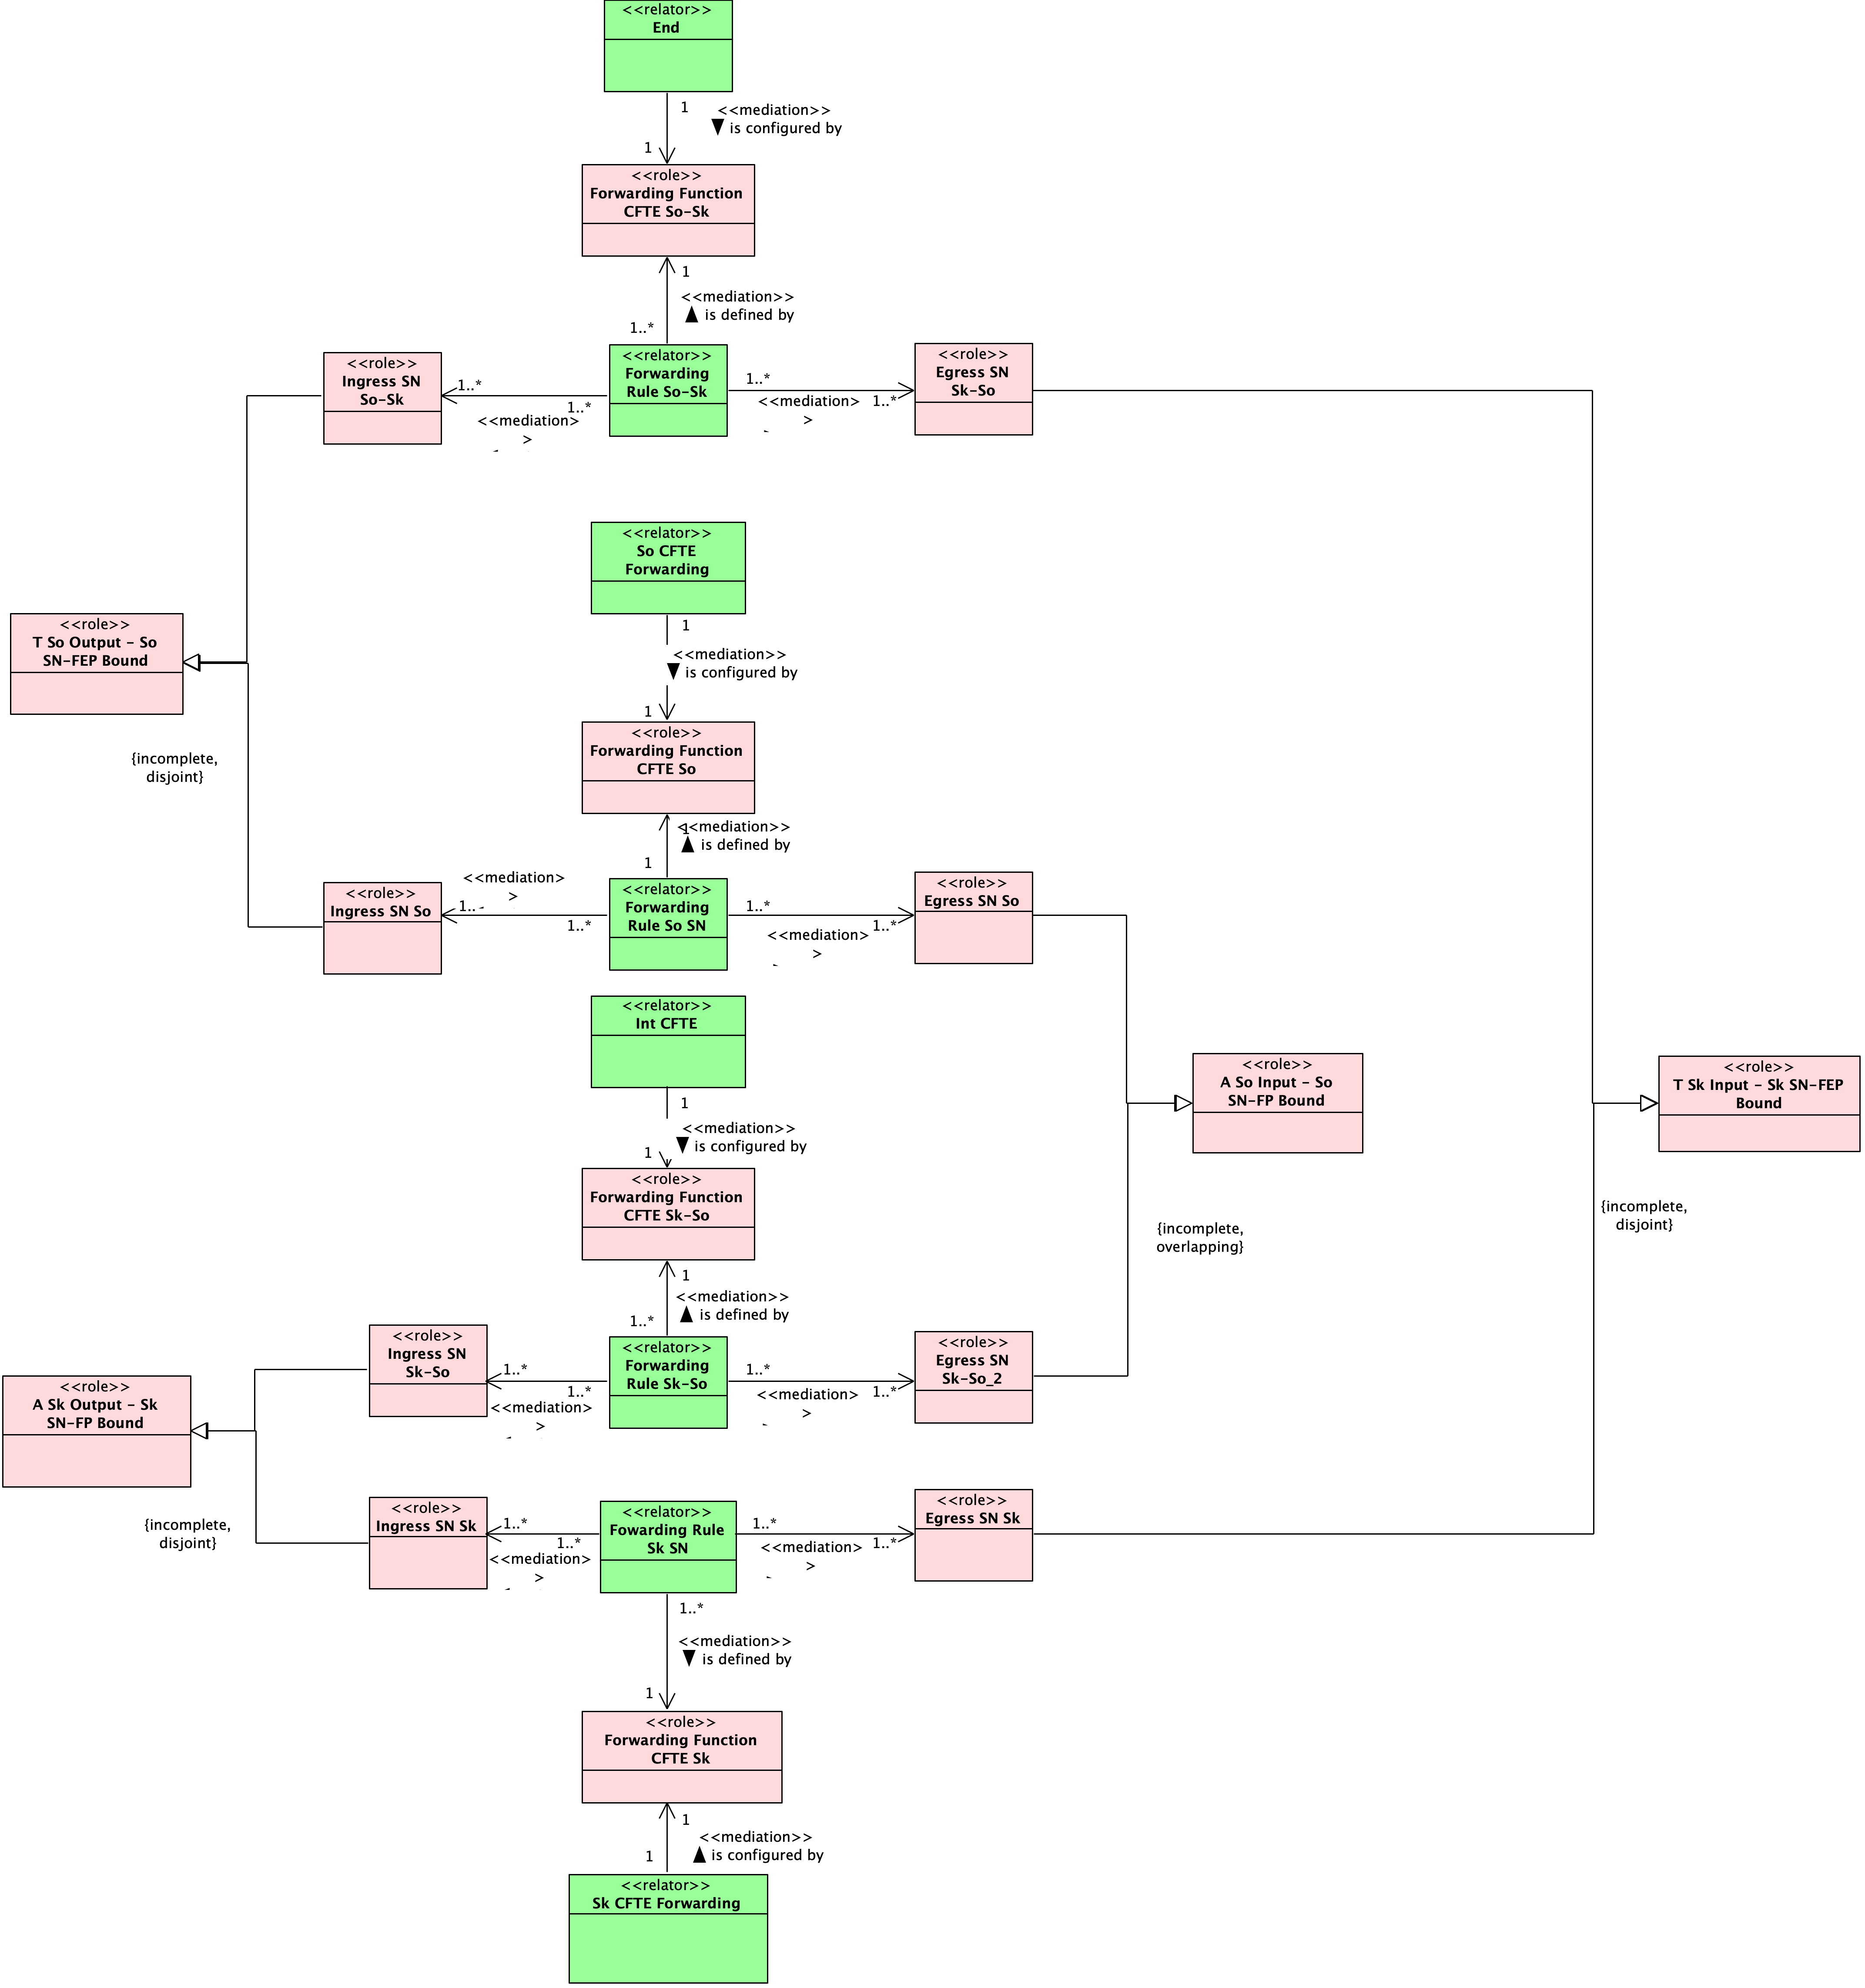 <<relator>>
End
1
<<mediation>>
is configured by
1
<<role>>
Forwarding Function
CFTE So-Sk
1
<<mediation>>
is defined by
1..*
<<role>>
Ingress SN
So-Sk
1..*
1..*
<<mediation>
>
<<relator>>
Forwarding
Rule So-Sk
1..*
<<mediation>
>
1..*
<<role>>
Egress SN
Sk-So
<<relator>>
So CFTE
Forwarding
1
<<mediation>>
is configured by
1
<<role>>
T So Output - So
SN-FEP Bound
{incomplete,
disjoint}
<<role>>
Forwarding Function
CFTE So
1
<<mediation>>
is defined by
1
<<role>>
Ingress SN So
<<mediation>
>
1..
1..*
<<relator>>
Forwarding
Rule So SN
1..*
<<mediation>
>
1..*
<<role>>
Egress SN So
<<relator>>
Int CFTE
1
<<mediation>>
is configured by
1
<<role>>
A So Input - So
SN-FP Bound
<<role>>
T Sk Input - Sk SN-FEP
Bound
<<role>>
Forwarding Function
CFTE Sk-So
{incomplete,
overlapping}
{incomplete,
disjoint}
1
<<mediation>>
is defined by
1..*
<<role>>
Ingress SN
Sk-So
1..*
1..*
<<mediation>
>
<<relator>>
Forwarding
Rule Sk-So
1..*
<<mediation>
>
1..*
<<role>>
Egress SN
Sk-So_2
<<role>>
A Sk Output - Sk
SN-FP Bound
{incomplete,
disjoint}
<<role>>
Ingress SN Sk
1..*
1..*
<<mediation>
>
<<relator>>
Fowarding Rule
Sk SN
1..*
<<mediation>
>
1..*
<<role>>
Egress SN Sk
1..*
<<mediation>>
is defined by
1
<<role>>
Forwarding Function
CFTE Sk
1
<<mediation>>
is configured by
1
<<relator>>
Sk CFTE Forwarding